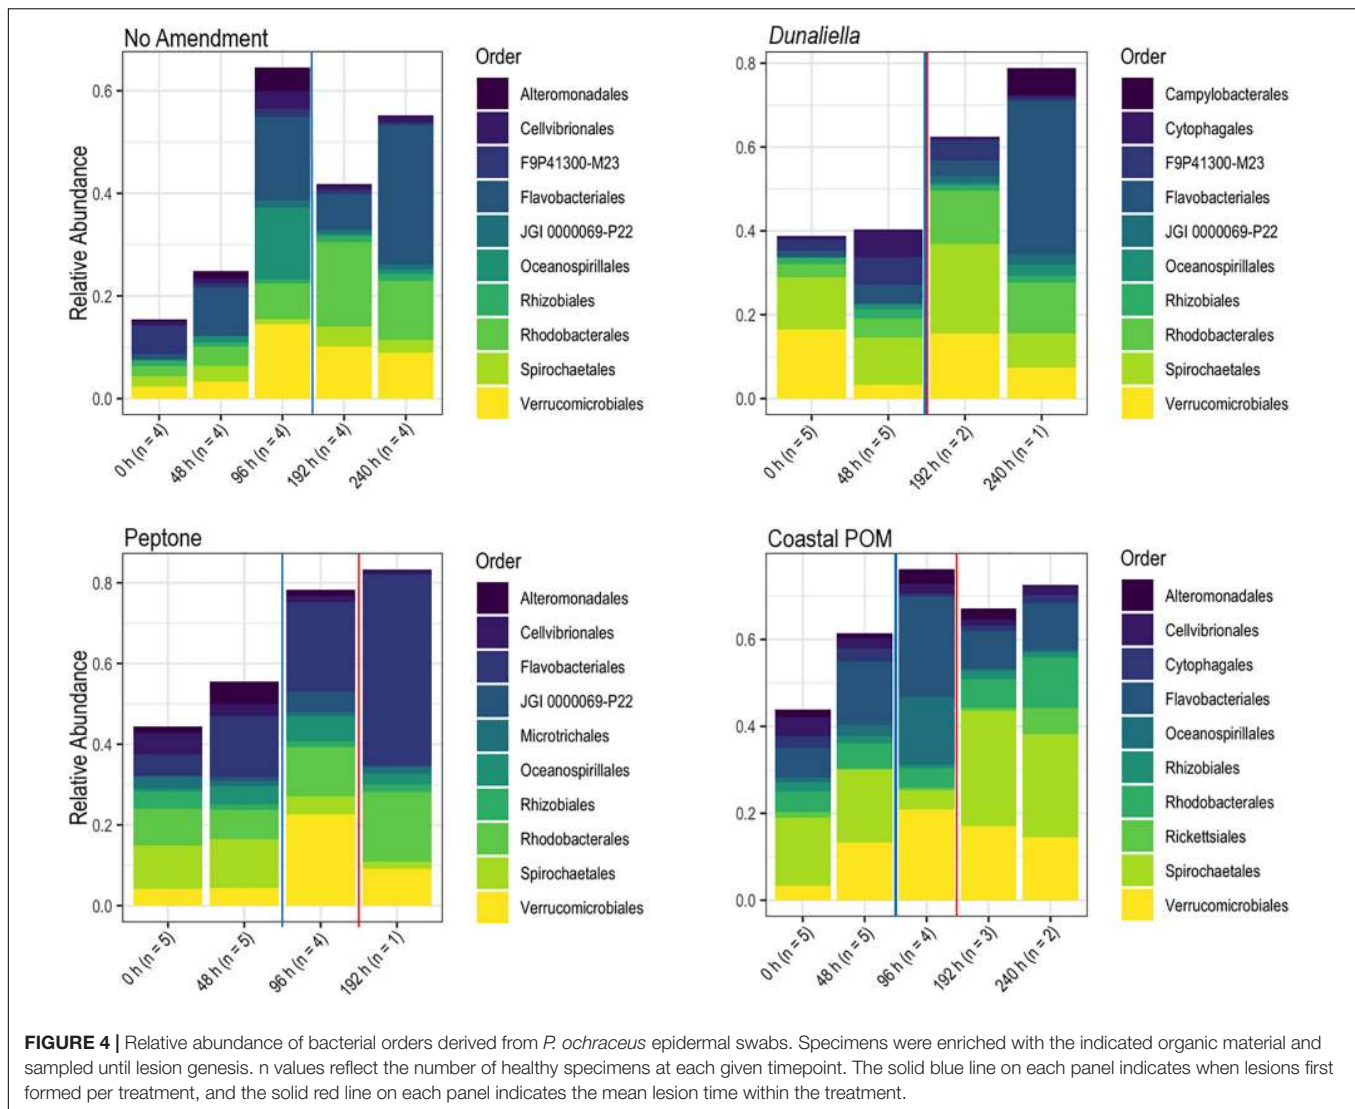 No Amendment
Relative Abundance
0.6
0.4
0.2
0.0
0 h (n = 4)
48 h (n = 4)
96 h (n = 4)
192 h (n = 4)
240 h (n = 4)
Order
Alteromonadales
Cellvibrionales
F9P41300-M23
Flavobacteriales
JGI 0000069-P22
Oceanospirillales
Rhizobiales
Rhodobacterales
Spirochaetales
Verrucomicrobiales
Dunaliella
0.8
0.6
0.4
0.2
0.0
0 h (n = 5)
48 h (n = 5)
192 h (n = 2)
240 h (n = 1)
Order
Campylobacterales
Cytophagales
F9P41300-M23
Flavobacteriales
JGI 0000069-P22
Oceanospirillales
Rhizobiales
Rhodobacterales
Spirochaetales
Verrucomicrobiales
Peptone
Relative Abundance
0.8
0.6
0.4
0.2
0.0
0 h (n = 5)
48 h (n = 5)
96 h (n = 4)
192 h (n = 1)
Order
Alteromonadales
Cellvibrionales
Flavobacteriales
JGI 0000069-P22
Microtrichales
Oceanospirillales
Rhizobiales
Rhodobacterales
Spirochaetales
Verrucomicrobiales
Coastal POM
0.6
0.4
0.2
0.0
0 h (n = 5)
48 h (n = 5)
96 h (n = 4)
192 h (n = 3)
240 h (n = 2)
Order
Alteromonadales
Cellvibrionales
Cytophagales
Flavobacteriales
Oceanospirillales
Rhizobiales
Rhodobacterales
Rickettsiales
Spirochaetales
Verrucomicrobiales
FIGURE 4 | Relative abundance of bacterial orders derived from P. ochraceus epidermal swabs. Specimens were enriched with the indicated organic material and
sampled until lesion genesis. n values reflect the number of healthy specimens at each given timepoint. The solid blue line on each panel indicates when lesions first
formed per treatment, and the solid red line on each panel indicates the mean lesion time within the treatment.